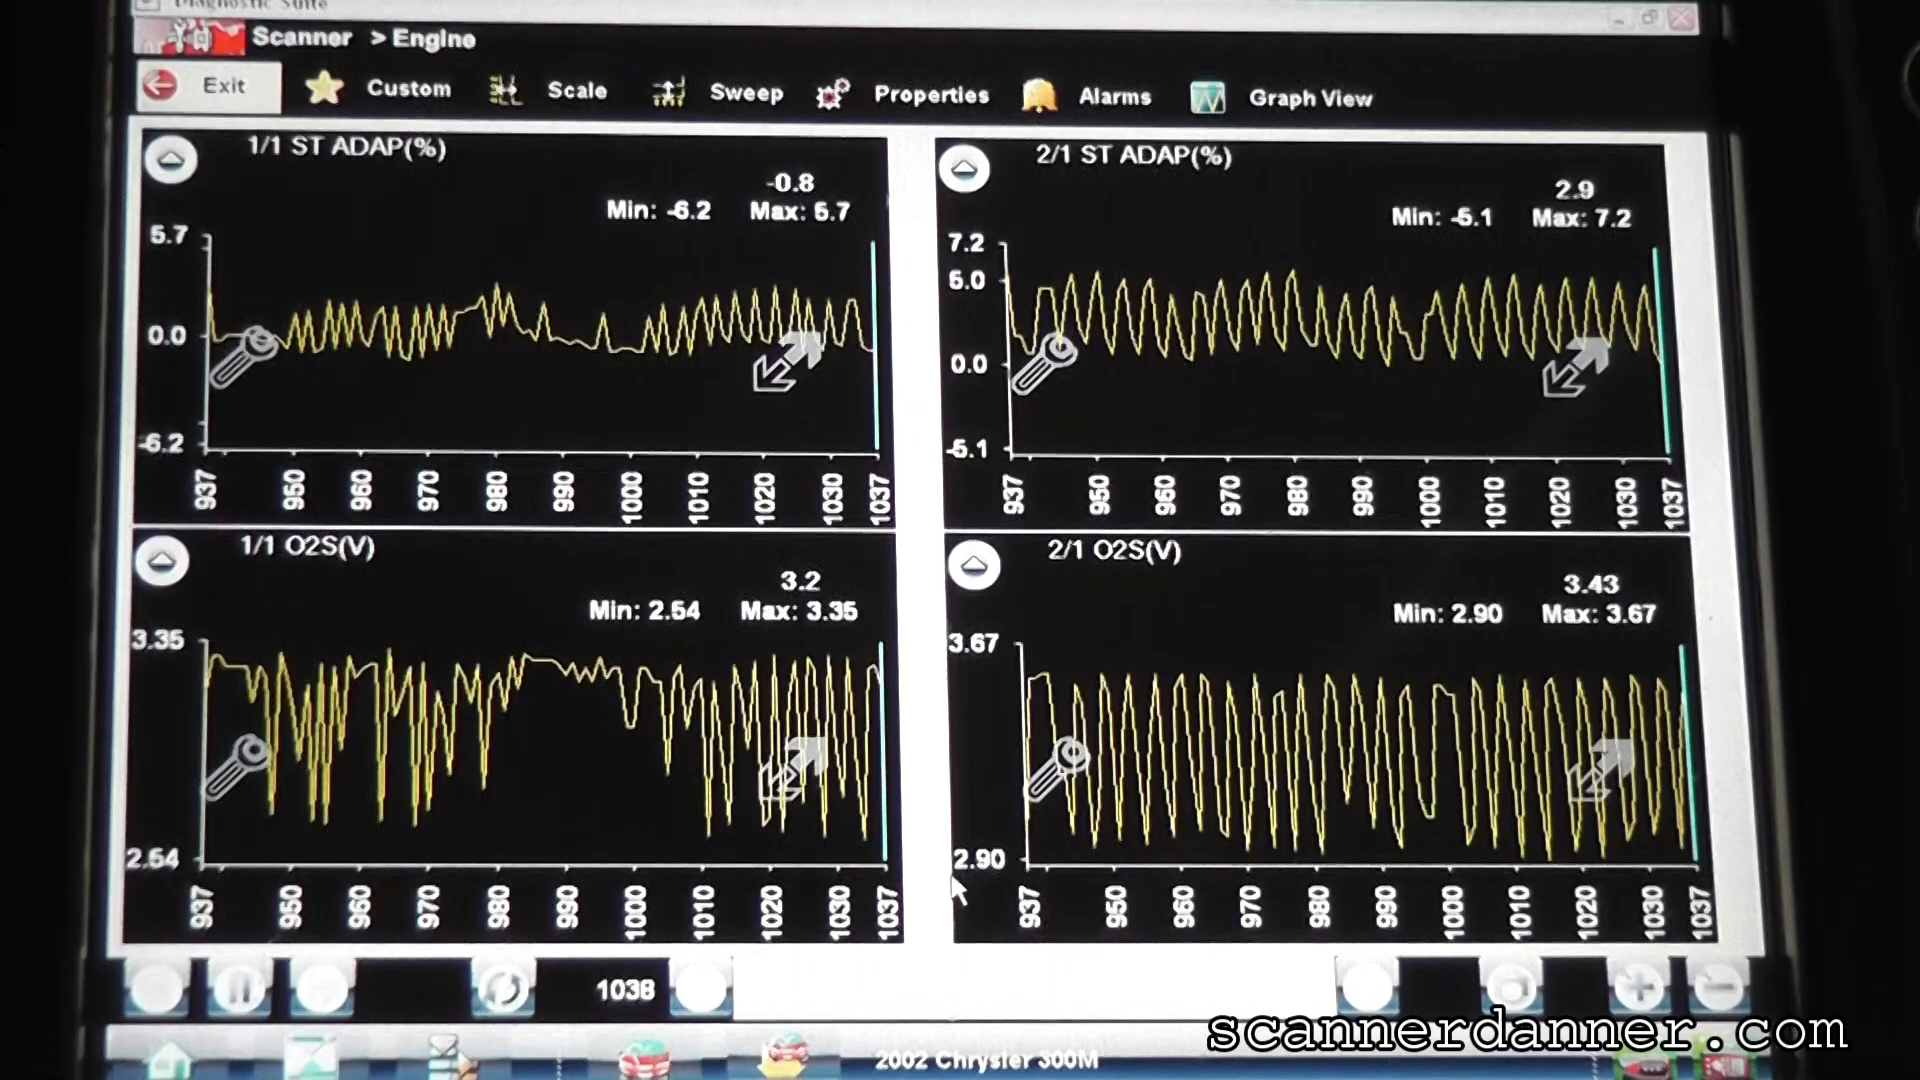 Diagnostic Suite
Scanner > Engine
Exit Custom Scale Sweep Properties Alarms Graph View
1/1 ST ADAP(%)
-0.8
Min: -6.2 Max: 5.7
5.7
0.0
-6.2
937 950 960 970 980 990 1000 1010 1020 1030 1037
2/1 ST ADAP(%)
2.9
Min: -5.1 Max: 7.2
7.2
5.0
0.0
-5.1
937 950 960 970 980 990 1000 1010 1020 1030 1037
1/1 O2S(V)
3.2
Min: 2.54 Max: 3.35
3.35
2.54
937 950 960 970 980 990 1000 1010 1020 1030 1037
2/1 O2S(V)
3.43
Min: 2.90 Max: 3.67
3.67
2.90
937 950 960 970 980 990 1000 1010 1020 1030 1037
1038
scannerdanner.com
2002 Chrysler 300M